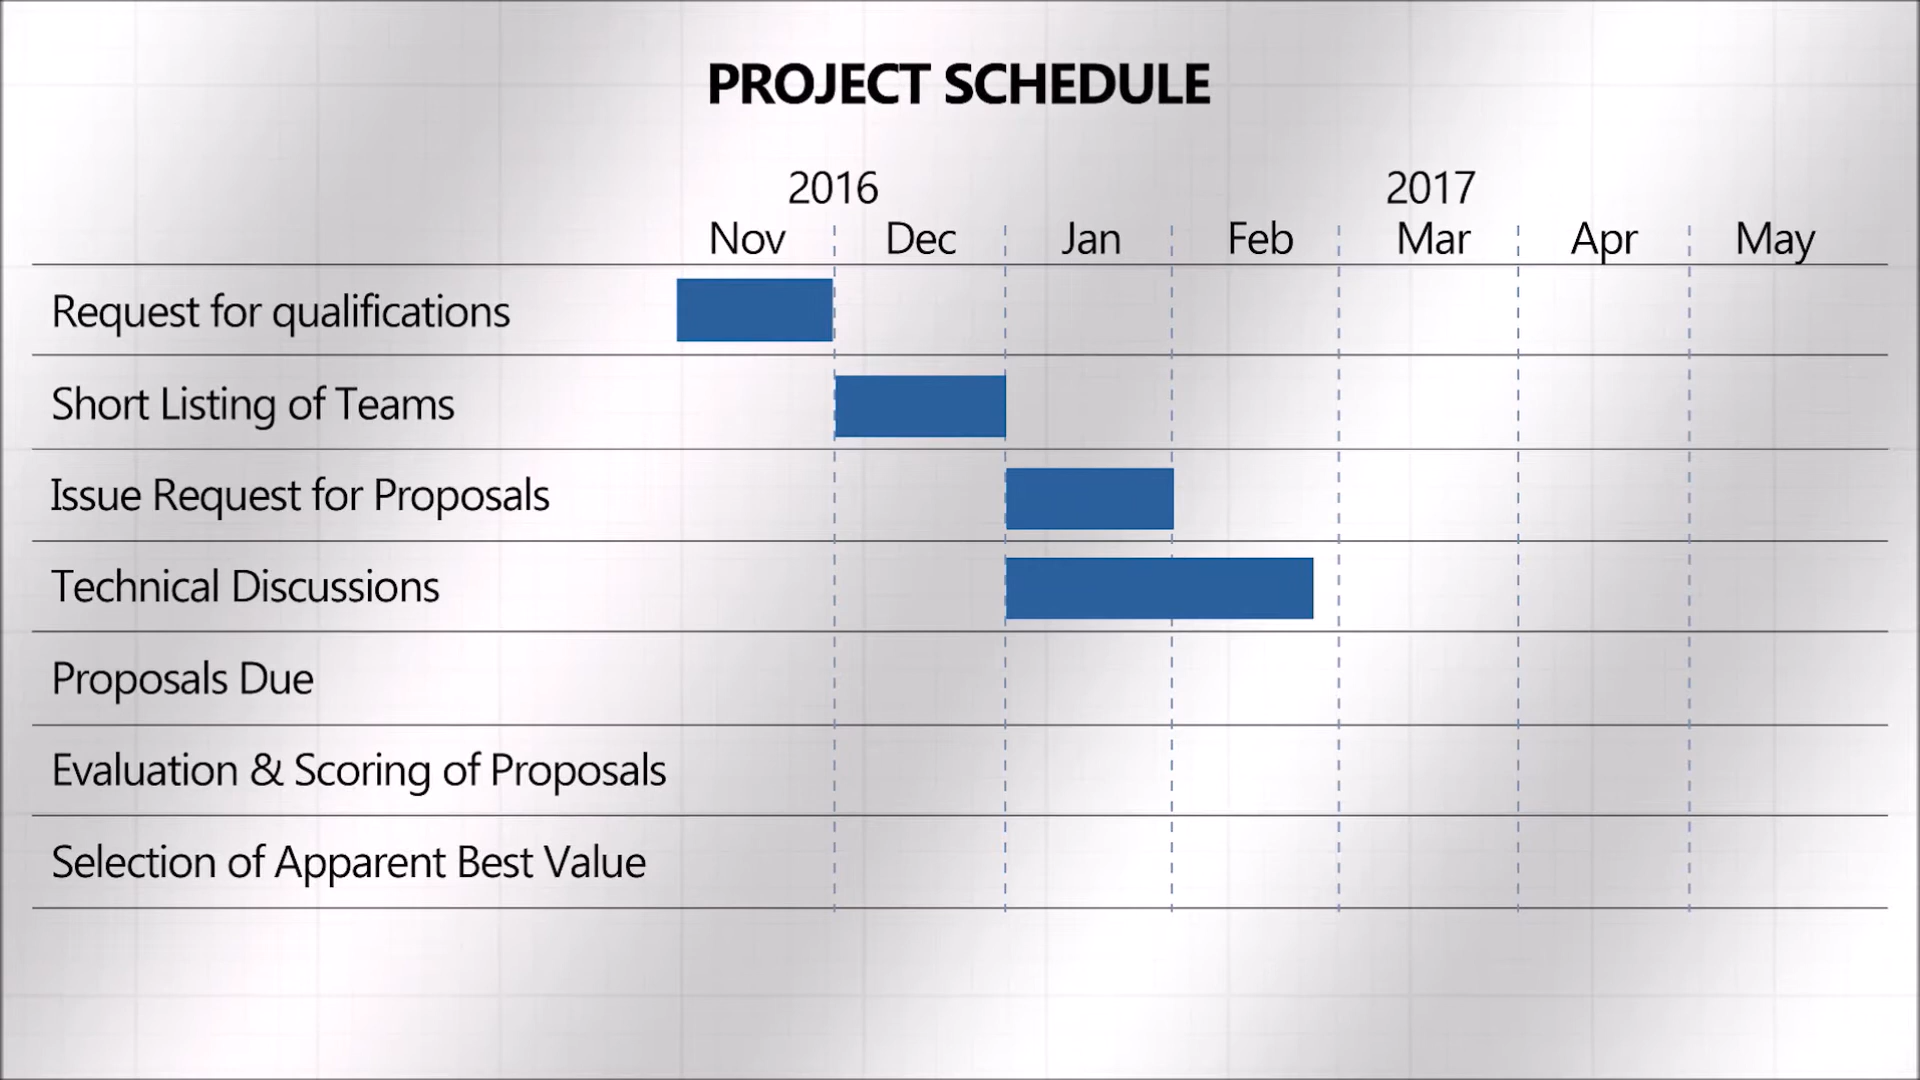 PROJECT SCHEDULE
2016 2017
Nov Dec Jan Feb Mar Apr May
Request for qualifications
Short Listing of Teams
Issue Request for Proposals
Technical Discussions
Proposals Due
Evaluation & Scoring of Proposals
Selection of Apparent Best Value